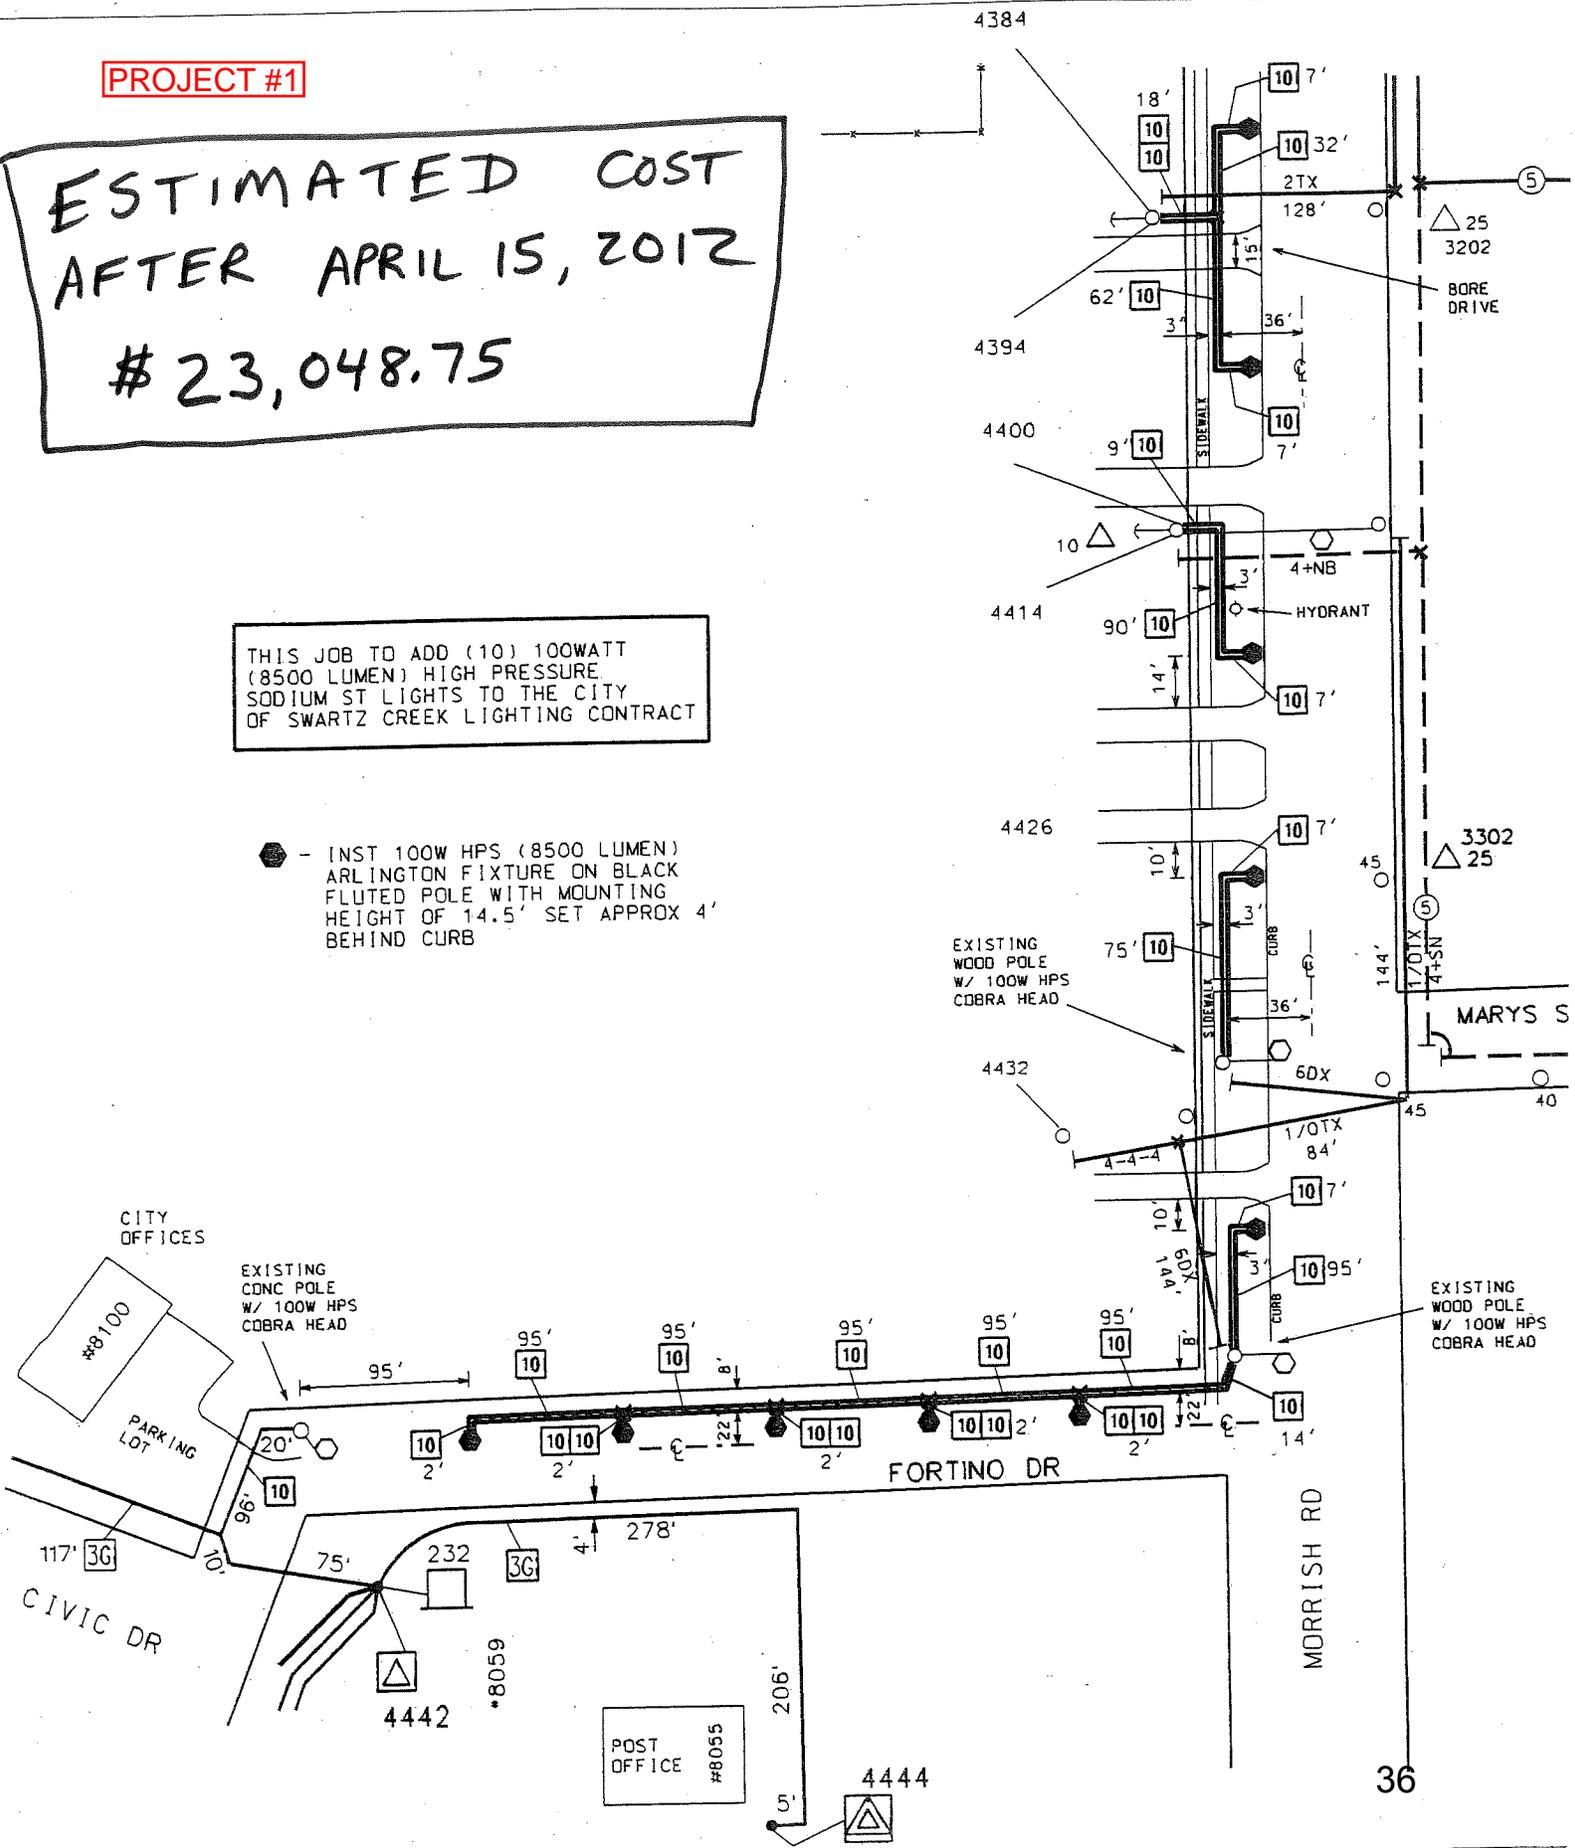 PROJECT #1
ESTIMATED COST
AFTER APRIL 15, 2012
$ 23,048.75
4384
10 7'
18'
10
10
10 32'
2TX
128'
5
25
3202
15'
BORE
DRIVE
62' 10
3'
36'
4394
SIDEWALK
10
7'
4400
9' 10
10
4+NB
3'
HYDRANT
4414
90' 10
14'
10 7'
THIS JOB TO ADD (10) 100WATT
(8500 LUMEN) HIGH PRESSURE
SODIUM ST LIGHTS TO THE CITY
OF SWARTZ CREEK LIGHTING CONTRACT
4426
10 7'
10'
3302
25
45
5
- INST 100W HPS (8500 LUMEN)
ARLINGTON FIXTURE ON BLACK
FLUTED POLE WITH MOUNTING
HEIGHT OF 14.5' SET APPROX 4'
BEHIND CURB
3'
CURB
75' 10
144'
1/OTX
4+SN
EXISTING
WOOD POLE
W/ 100W HPS
COBRA HEAD
SIDEWALK
36'
MARYS S
4432
6DX
45
40
1/OTX
84'
4-4-4
10 7'
10'
6DX
144'
3'
10 95'
CURB
EXISTING
WOOD POLE
W/ 100W HPS
COBRA HEAD
CITY
OFFICES
#8100
EXISTING
CONC POLE
W/ 100W HPS
COBRA HEAD
PARKING
LOT
95'
95'
10
95'
10
8'
95'
10
95'
10
95'
10
8'
20'
10
2'
10 10
2'
22'
10 10
2'
10 10 2'
10 10
2'
22'
10
14'
FORTINO DR
96'
10
117' 3G
10'
75'
232
3G
4'
278'
CIVIC DR
4442
*8059
206'
POST
OFFICE
#8055
5'
4444
MORRISH RD
36